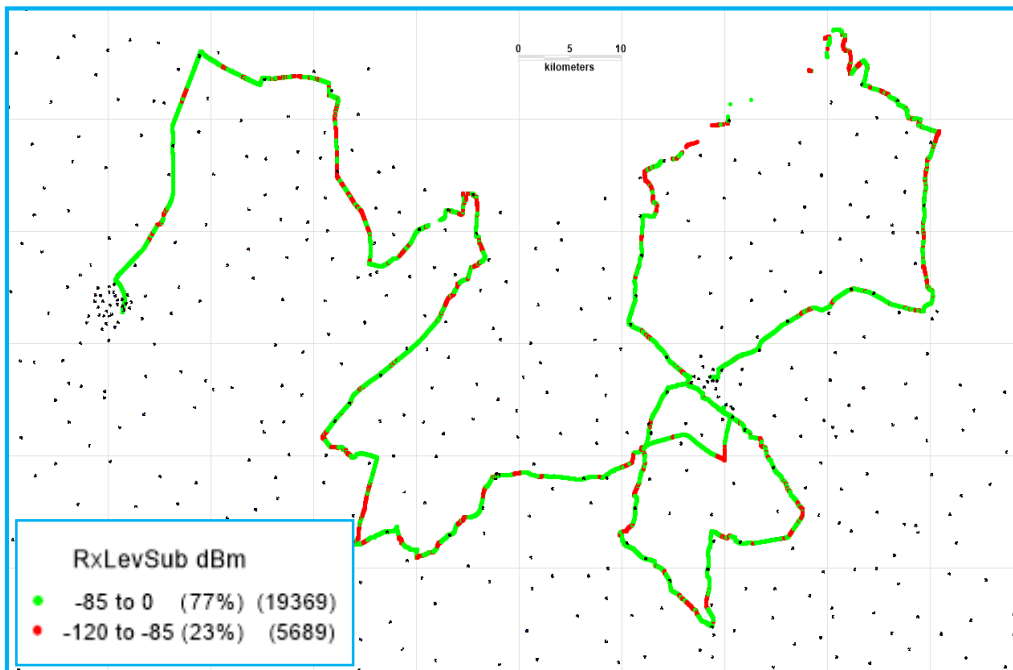 0 5 10
kilometers
RxLevSub dBm
-85 to 0 (77%) (19369)
-120 to -85 (23%) (5689)